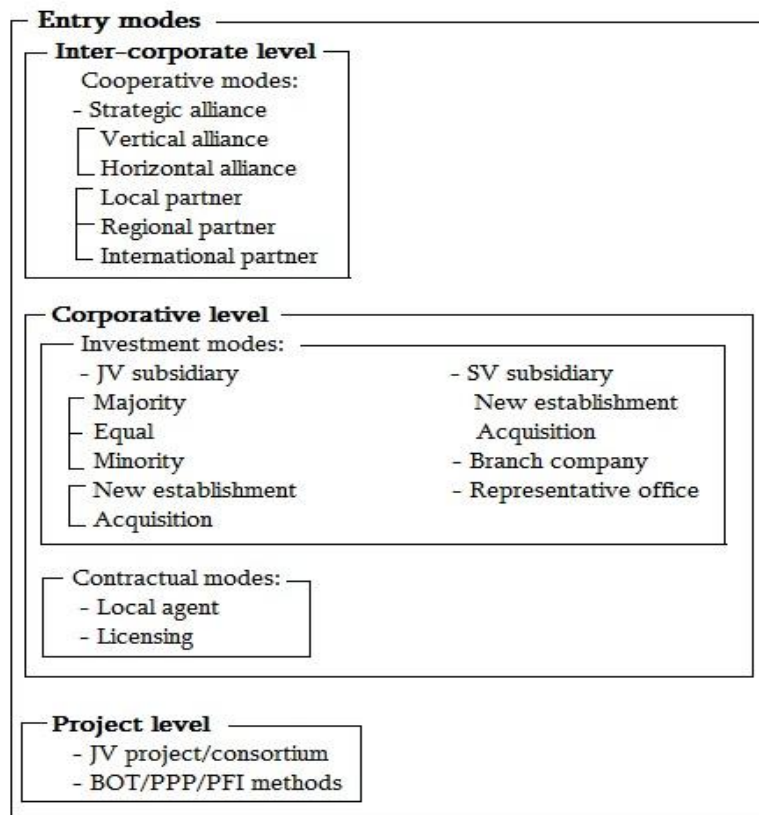 Entry modes
Inter-corporate level
Cooperative modes:
- Strategic alliance
Vertical alliance
Horizontal alliance
Local partner
Regional partner
International partner
Corporative level
Investment modes:
- JV subsidiary
Majority
Equal
Minority
New establishment
Acquisition
- SV subsidiary
New establishment
Acquisition
- Branch company
- Representative office
Contractual modes:
- Local agent
- Licensing
Project level
- JV project/consortium
- BOT/PPP/PFI methods